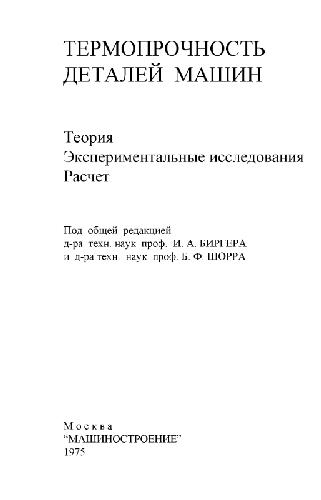 ТЕРМОПРОЧНОСТЬ
ДЕТАЛЕЙ МАШИН
Теория
Экспериментальные исследования
Расчет
Под общей редакцией
д-ра техн. наук проф. И. А. БИРГЕРА
и д-ра техн наук проф. Б. Ф. ШОРРА
Москва
"МАШИНОСТРОЕНИЕ"
1975